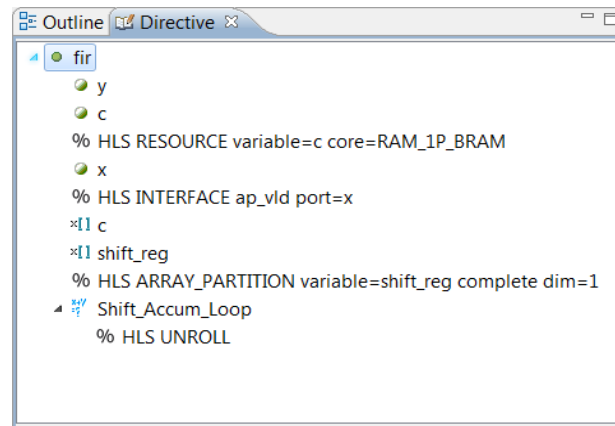 Outline Directive
fir
y
c
% HLS RESOURCE variable=c core=RAM_1P_BRAM
x
% HLS INTERFACE ap_vld port=x
x[] c
x[] shift_reg
% HLS ARRAY_PARTITION variable=shift_reg complete dim=1
Shift_Accum_Loop
% HLS UNROLL